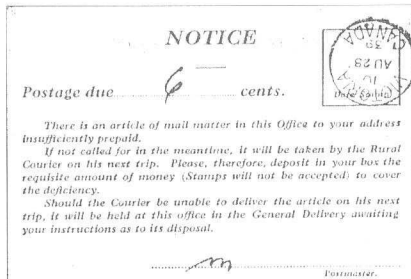 NOTICE
Postage due 6 cents.
VICTORIA
10
AU 28
39
CANADA
There is an article of mail matter in this Office to your address
insufficiently prepaid.
If not called for in the meantime, it will be taken by the Rural
Courier on his next trip. Please, therefore, deposit in your box the
requisite amount of money (Stamps will not be accepted) to cover
the deficiency.
Should the Courier be unable to deliver the article on his next
trip, it will be held at this office in the General Delivery awaiting
your instructions as to its disposal.
Postmaster.